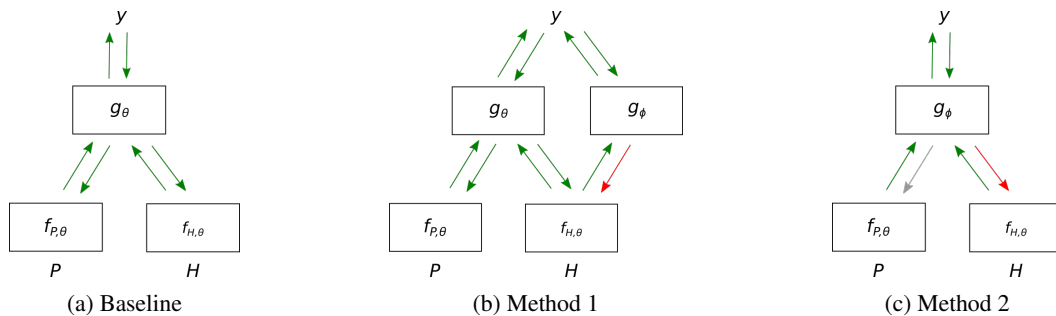 y y y
g_θ g_θ g_ϕ g_ϕ
f_{P,θ} f_{H,θ} f_{P,θ} f_{H,θ} f_{P,θ} f_{H,θ}
P H P H P H
(a) Baseline (b) Method 1 (c) Method 2